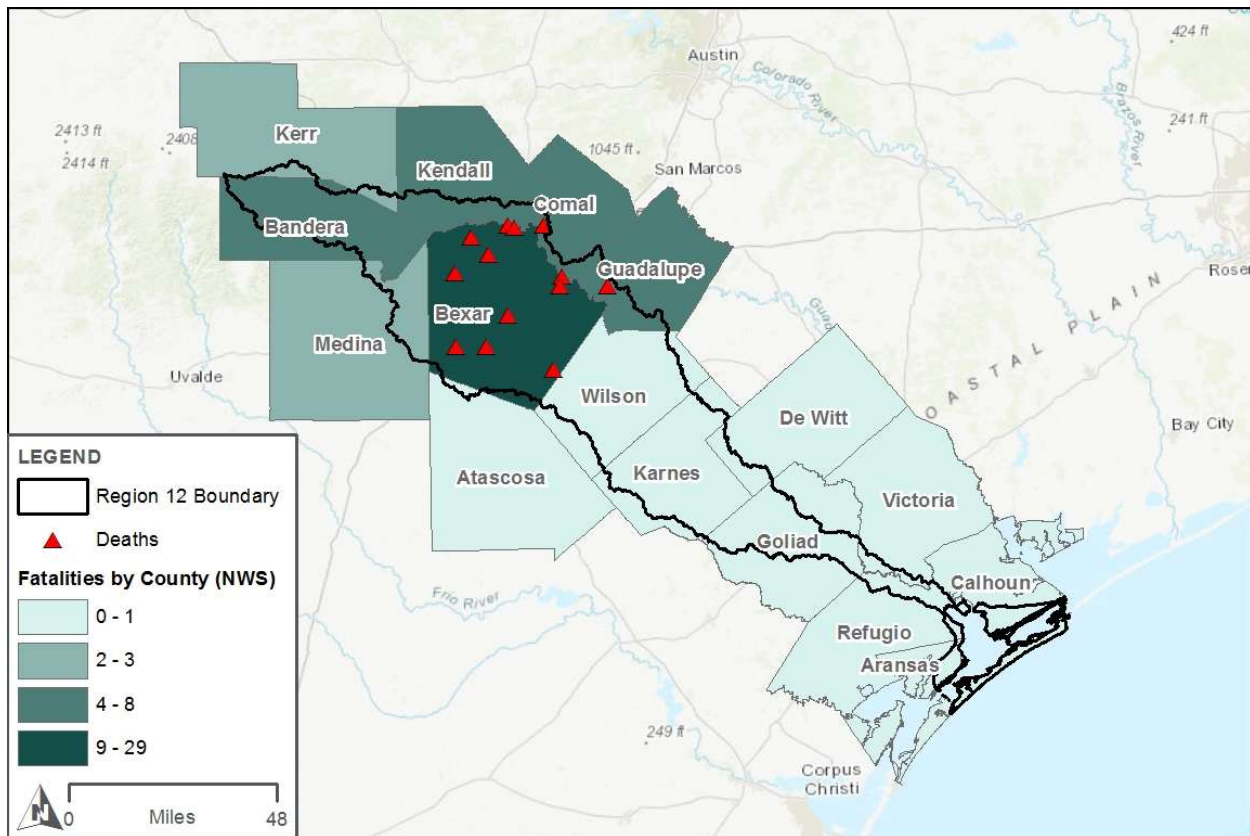 424 ft
Austin
Colorado River
Brazos River
2413 ft
2408
2414 ft
Kerr
1045 ft
241 ft
Kendall
San Marcos
Comal
Bandera
Guadalupe
Rosen
Guad
COASTAL PLAIN
Bexar
Medina
Uvalde
Wilson
De Witt
Bay City
Atascosa
Karnes
Victoria
Goliad
Calhoun
Frio River
Refugio
Aransas
249 ft
Corpus
Christi
LEGEND
Region 12 Boundary
Deaths
Fatalities by County (NWS)
0 - 1
2 - 3
4 - 8
9 - 29
N
0
48
Miles